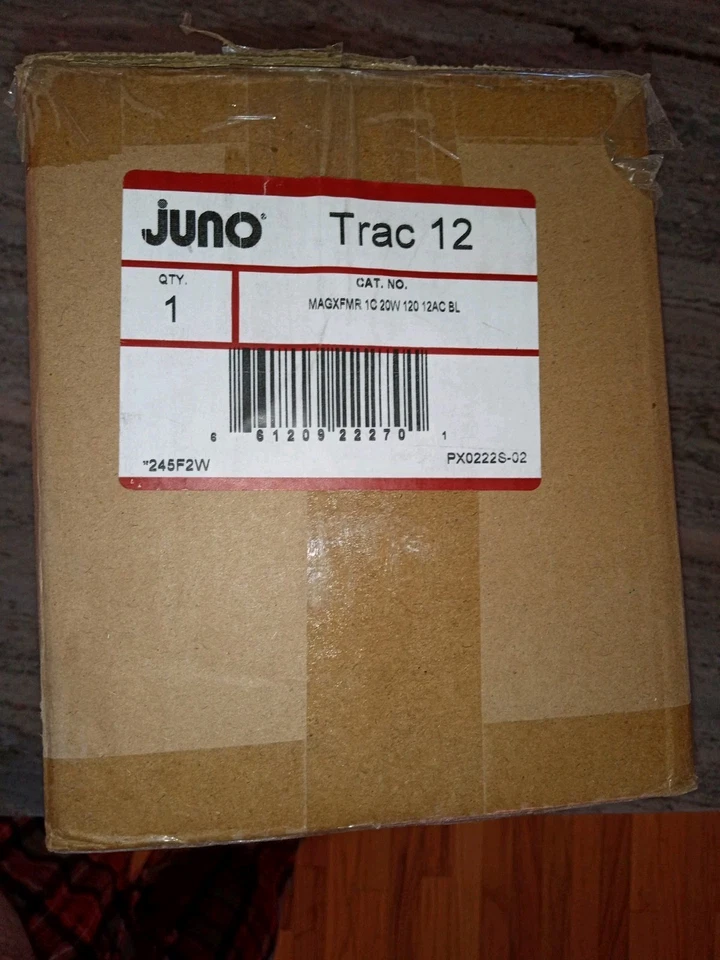 JUNO® Trac 12
QTY. CAT. NO.
1 MAGXFMR 1C 20W 120 12AC BL
6 61209 22270 1
*245F2W PX0222S-02